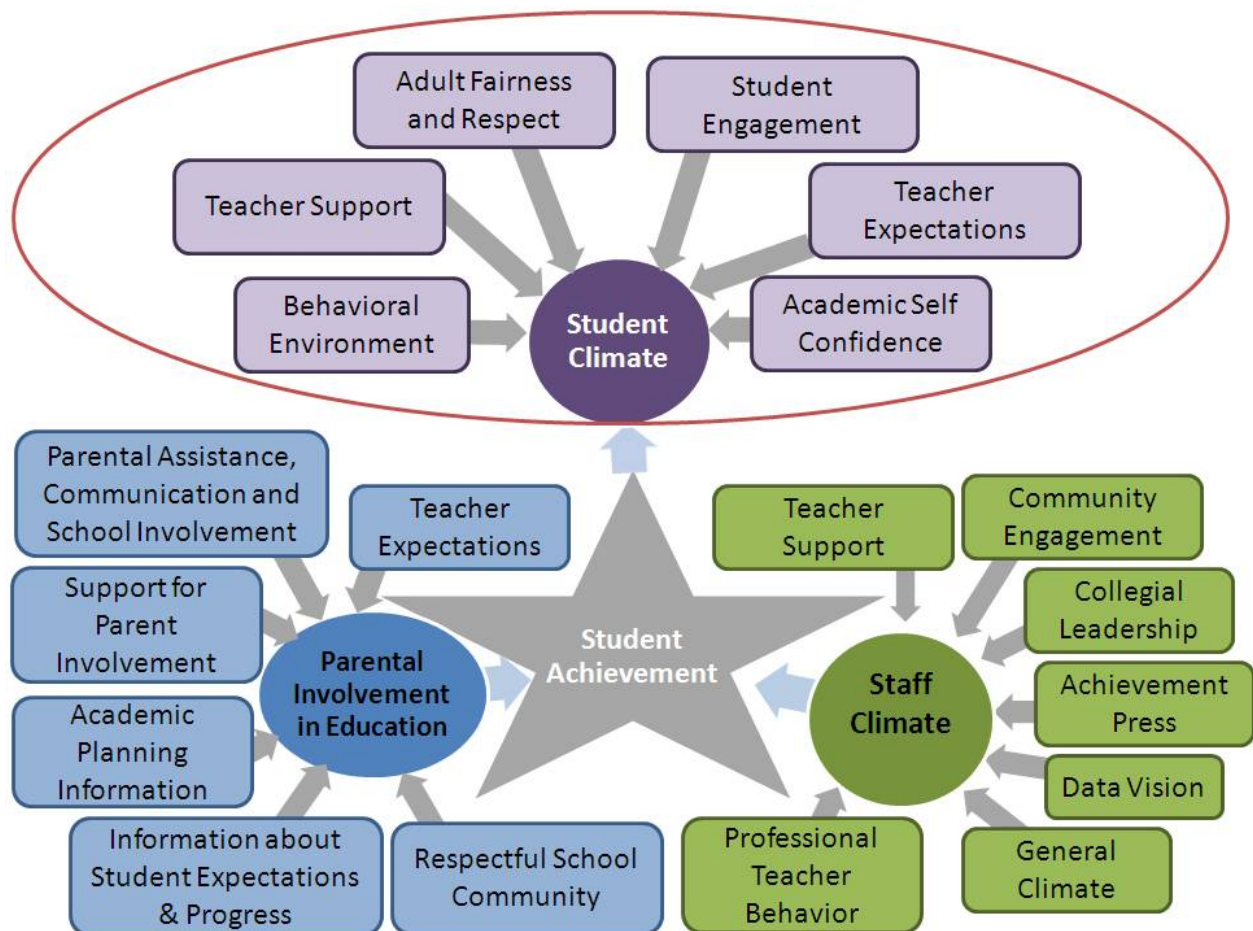 Adult Fairness
and Respect
Student
Engagement
Teacher Support
Teacher
Expectations
Behavioral
Environment
Student
Climate
Academic Self
Confidence
Parental Assistance,
Communication and
School Involvement
Teacher
Expectations
Teacher
Support
Community
Engagement
Support for
Parent
Involvement
Collegial
Leadership
Student
Achievement
Parental
Involvement
in Education
Staff
Climate
Achievement
Press
Academic
Planning
Information
Data Vision
Information about
Student Expectations
& Progress
Respectful School
Community
Professional
Teacher
Behavior
General
Climate